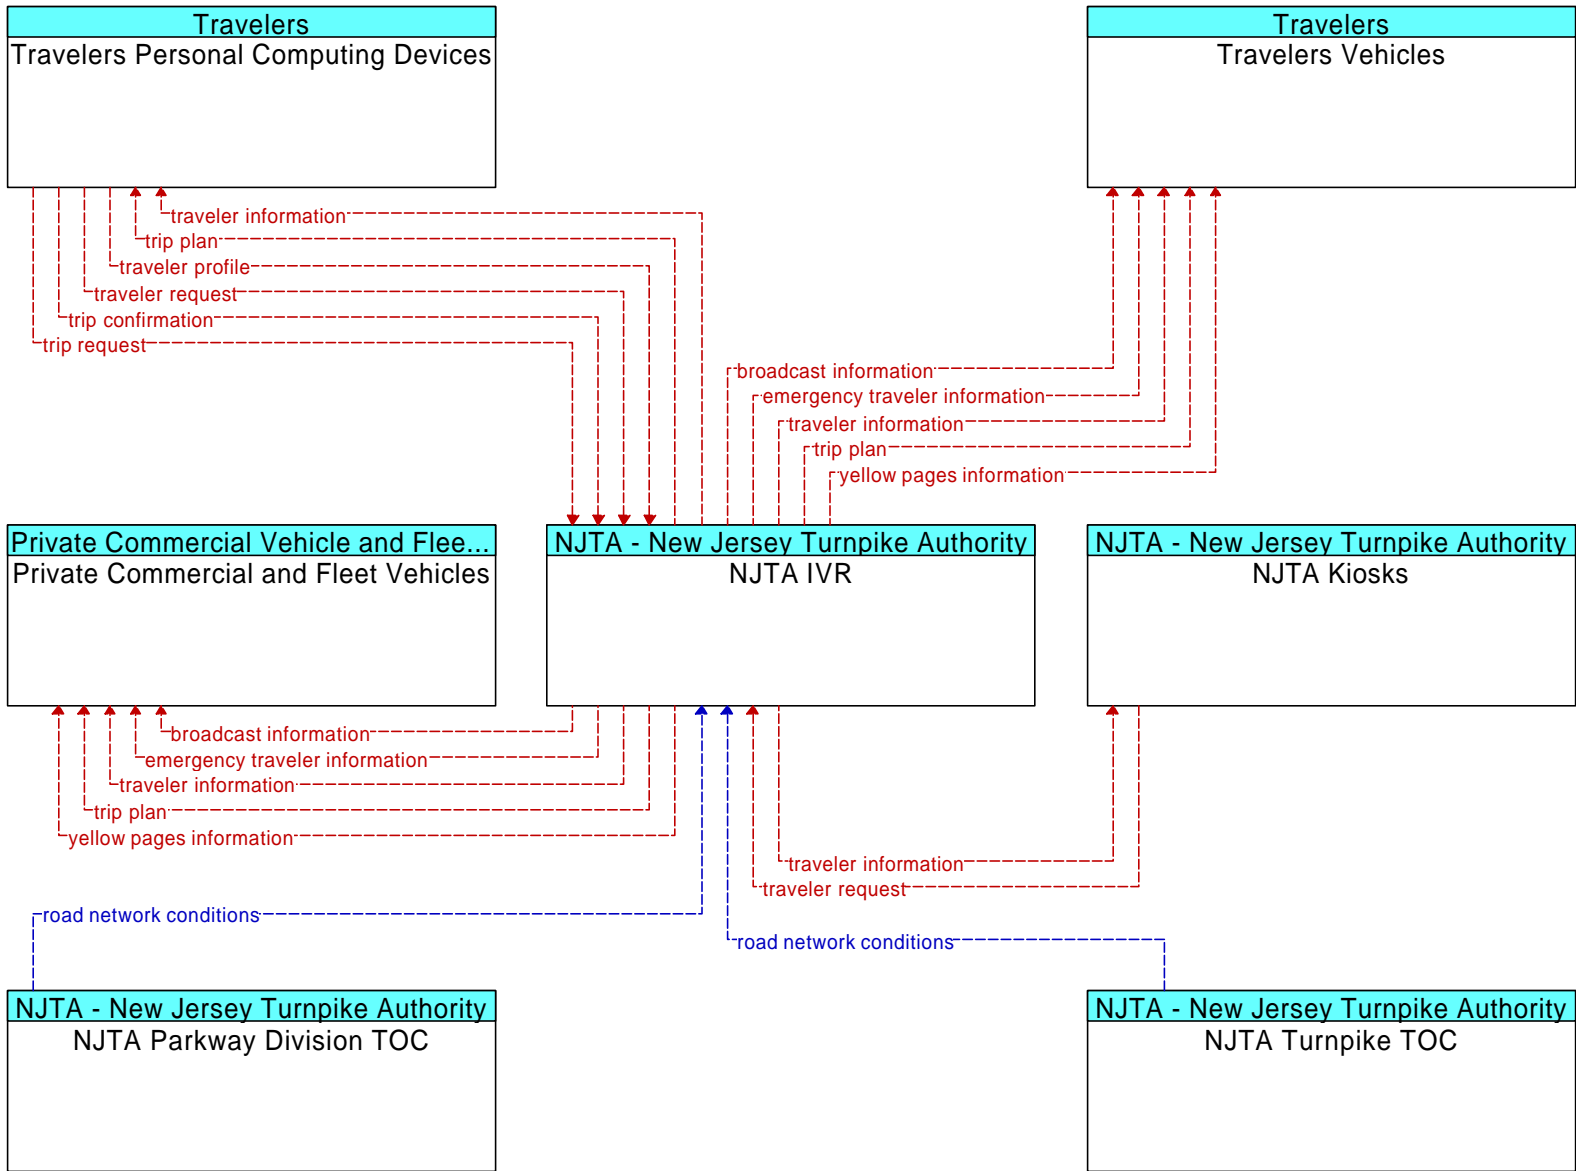 Travelers
Travelers Personal Computing Devices
Travelers
Travelers Vehicles
traveler information
trip plan
traveler profile
traveler request
trip confirmation
trip request
broadcast information
emergency traveler information
traveler information
trip plan
yellow pages information
Private Commercial Vehicle and Flee...
Private Commercial and Fleet Vehicles
NJTA - New Jersey Turnpike Authority
NJTA IVR
NJTA - New Jersey Turnpike Authority
NJTA Kiosks
broadcast information
emergency traveler information
traveler information
trip plan
yellow pages information
traveler information
traveler request
road network conditions
road network conditions
NJTA - New Jersey Turnpike Authority
NJTA Parkway Division TOC
NJTA - New Jersey Turnpike Authority
NJTA Turnpike TOC